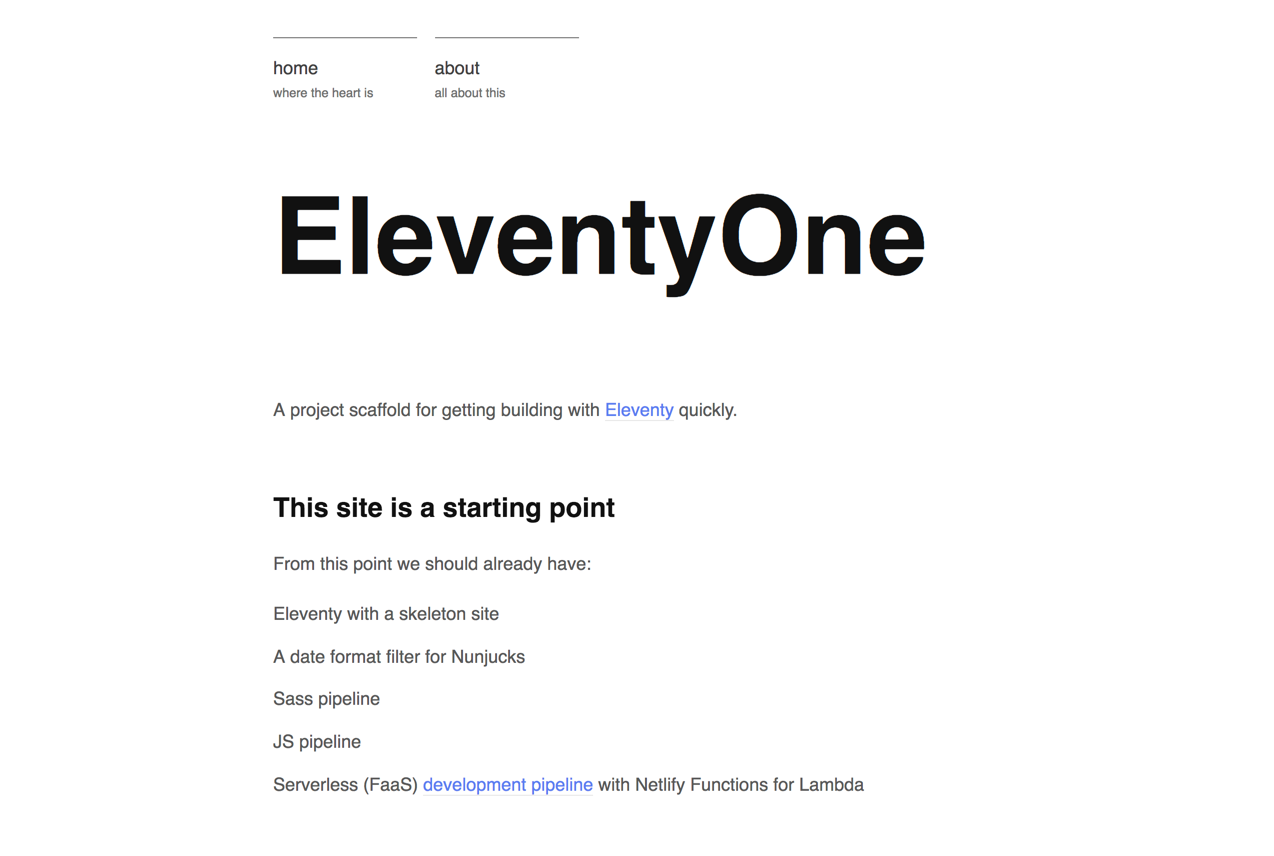 home
about
where the heart is
all about this
EleventyOne
A project scaffold for getting building with Eleventy quickly.
This site is a starting point
From this point we should already have:
Eleventy with a skeleton site
A date format filter for Nunjucks
Sass pipeline
JS pipeline
Serverless (FaaS) development pipeline with Netlify Functions for Lambda